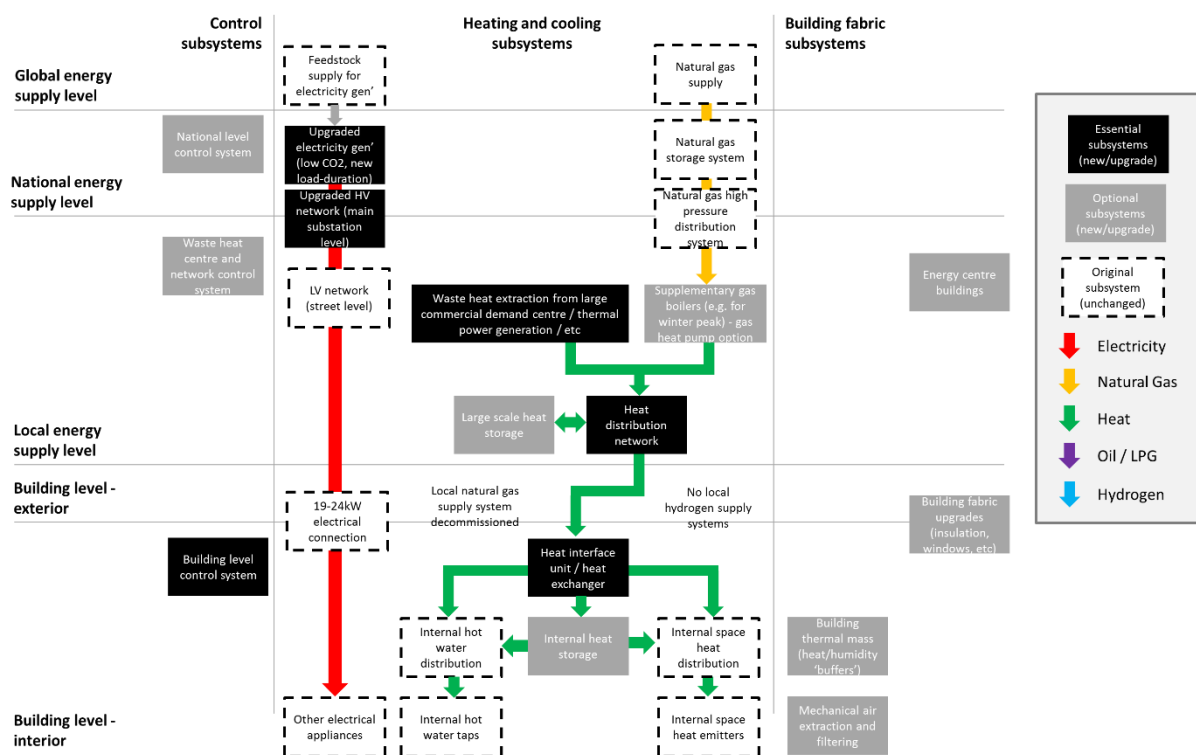 Control
subsystems
Heating and cooling
subsystems
Building fabric
subsystems
Global energy
supply level
Feedstock
supply for
electricity gen’
Natural gas
supply
National level
control system
Upgraded
electricity gen’
(low CO2, new
load-duration)
Natural gas
storage system
National energy
supply level
Upgraded HV
network (main
substation
level)
Natural gas high
pressure
distribution
system
Waste heat
centre and
network control
system
LV network
(street level)
Waste heat extraction from large
commercial demand centre / thermal
power generation / etc
Supplementary gas
boilers (e.g. for
winter peak) - gas
heat pump option
Energy centre
buildings
Large scale heat
storage
Heat
distribution
network
Local energy
supply level
Building level -
exterior
19-24kW
electrical
connection
Local natural gas
supply system
decommissioned
No local
hydrogen supply
systems
Building fabric
upgrades
(insulation,
windows, etc)
Building level
control system
Heat interface
unit / heat
exchanger
Internal hot
water
distribution
Internal heat
storage
Internal space
heat
distribution
Building
thermal mass
(heat/humidity
‘buffers’)
Building level -
interior
Other electrical
appliances
Internal hot
water taps
Internal space
heat emitters
Mechanical air
extraction and
filtering
Essential
subsystems
(new/upgrade)
Optional
subsystems
(new/upgrade)
Original
subsystem
(unchanged)
Electricity
Natural Gas
Heat
Oil / LPG
Hydrogen